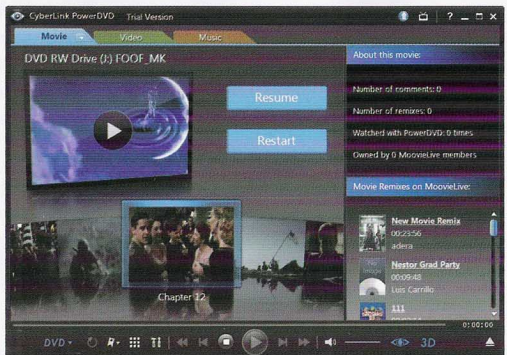 CyberLink PowerDVD Trial Version
? – □ ×
Movie Video Music
DVD RW Drive (J:) FOOF_MK
Resume
Restart
Chapter 12
About this movie:
Number of comments: 0
Number of remixes: 0
Watched with PowerDVD: 0 times
Owned by 0 MoovieLive members
Movie Remixes on MoovieLive:
New Movie Remix
00:23:56
adera
No
Image
Nestor Grad Party
00:09:48
Luis Carrillo
111
0:00:00
DVD
3D